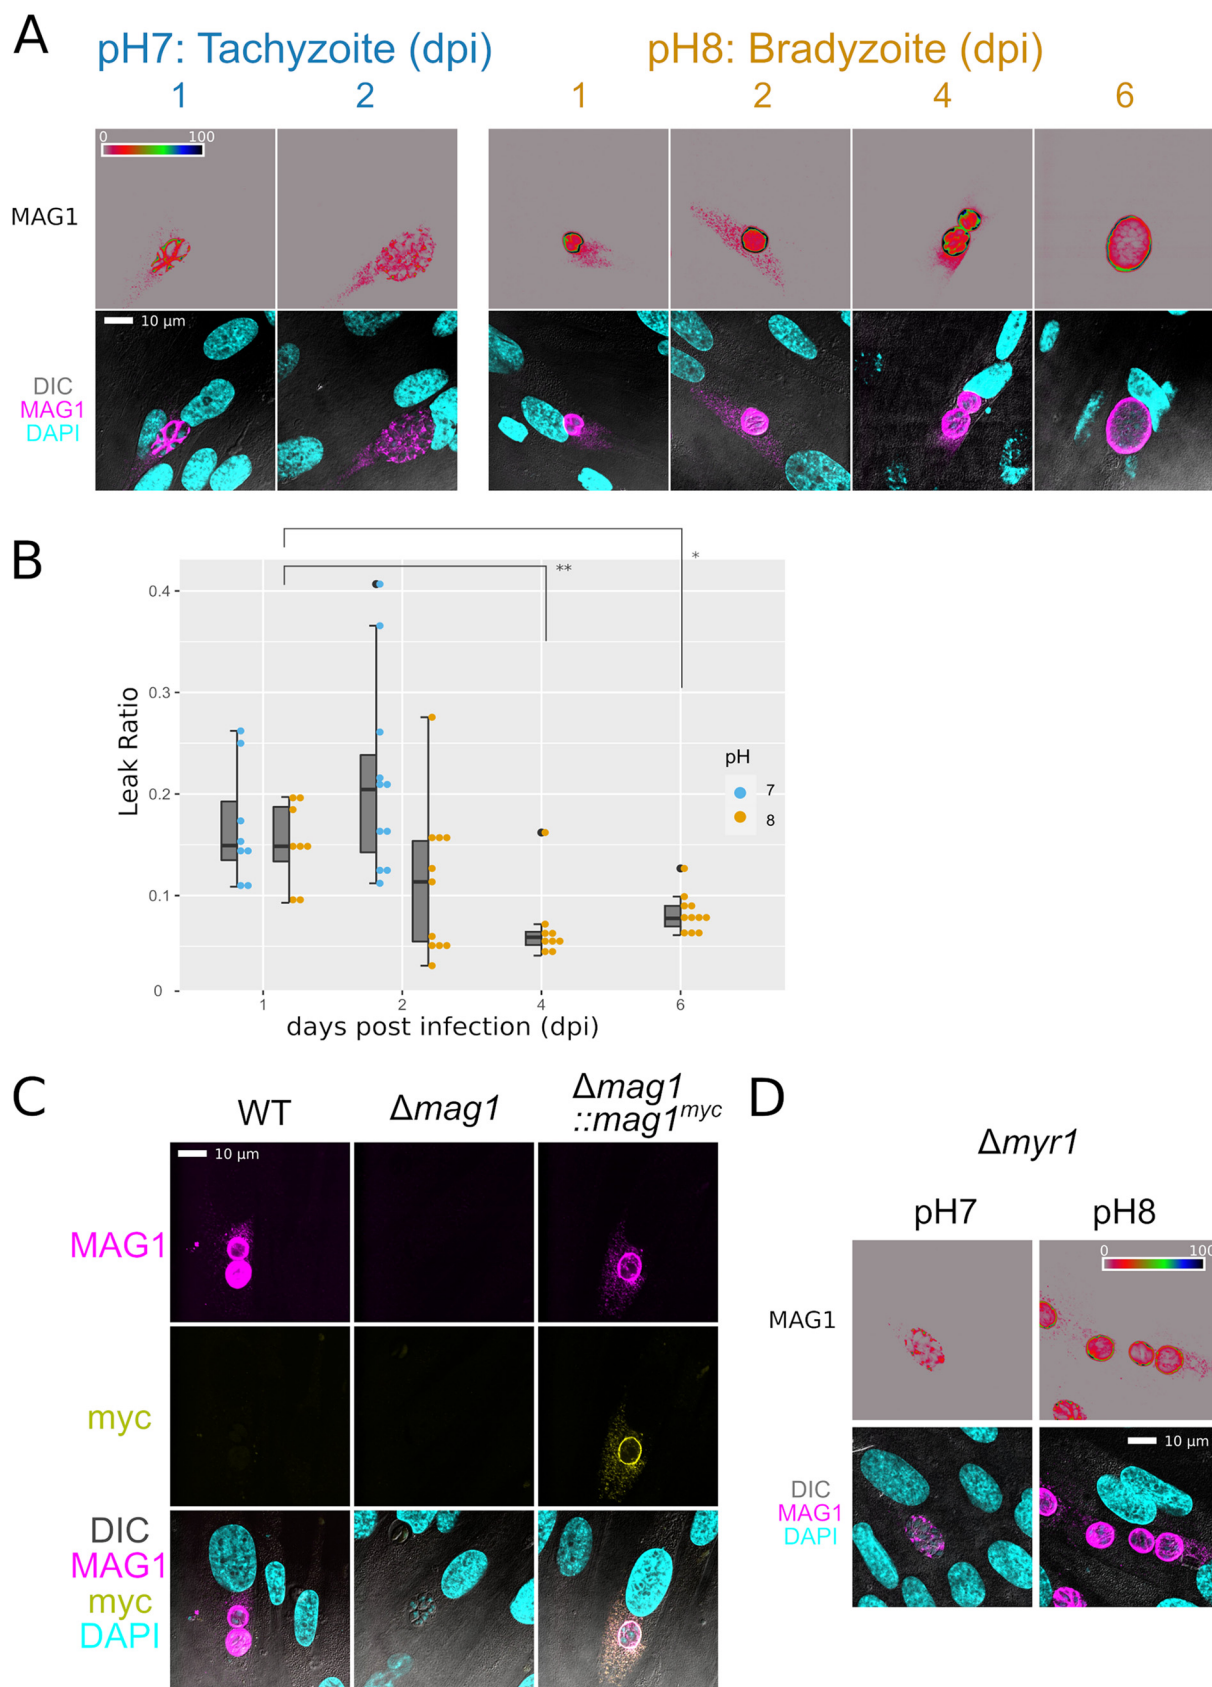 A
pH7: Tachyzoite (dpi)
pH8: Bradyzoite (dpi)
1 2 1 2 4 6
0 100
MAG1
10 µm
DIC
MAG1
DAPI
B
*
**
0.4
0.3
0.2
0.1
0
Leak Ratio
pH
7
8
1 2 4 6
days post infection (dpi)
C
WT
Δmag1
Δmag1
::mag1myc
10 µm
MAG1
myc
DIC
MAG1
myc
DAPI
D
Δmyr1
pH7 pH8
0 100
MAG1
10 µm
DIC
MAG1
DAPI